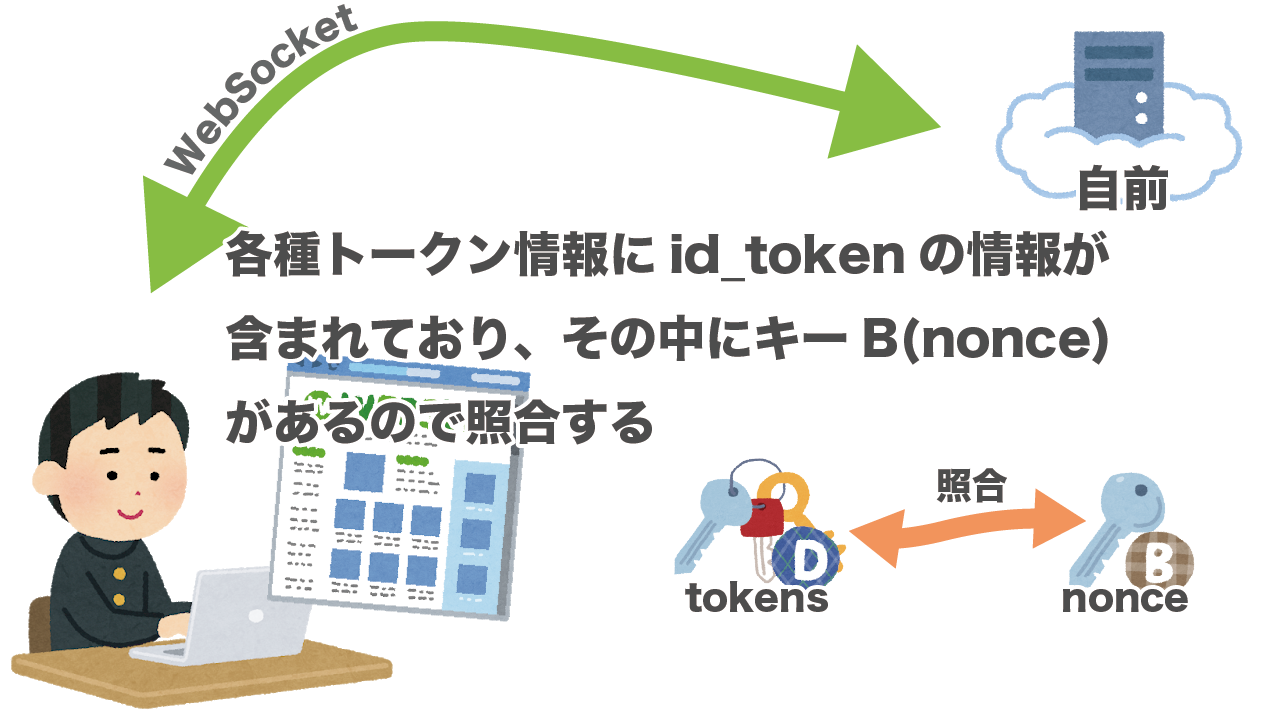 WebSocket
自前
各種トークン情報に id_token の情報が
含まれており、その中にキー B(nonce)
があるので照合する
照合
D
B
tokens
nonce